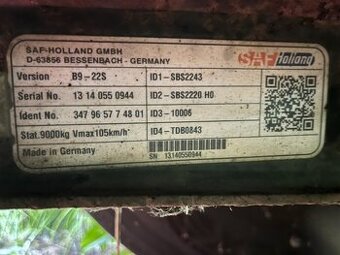 SAF-HOLLAND GMBH
D-63856 BESSENBACH - GERMANY
SAF Holland
Version B9-22S ID1-SBS2243
Serial No. 13 14 055 0944 ID2-SBS2220 H0
Ident No. 347 96 57 7 48 01 ID3-10006
Stat.9000kg Vmax105km/h ID4-TDB0843
Made in Germany
SN 13140550944